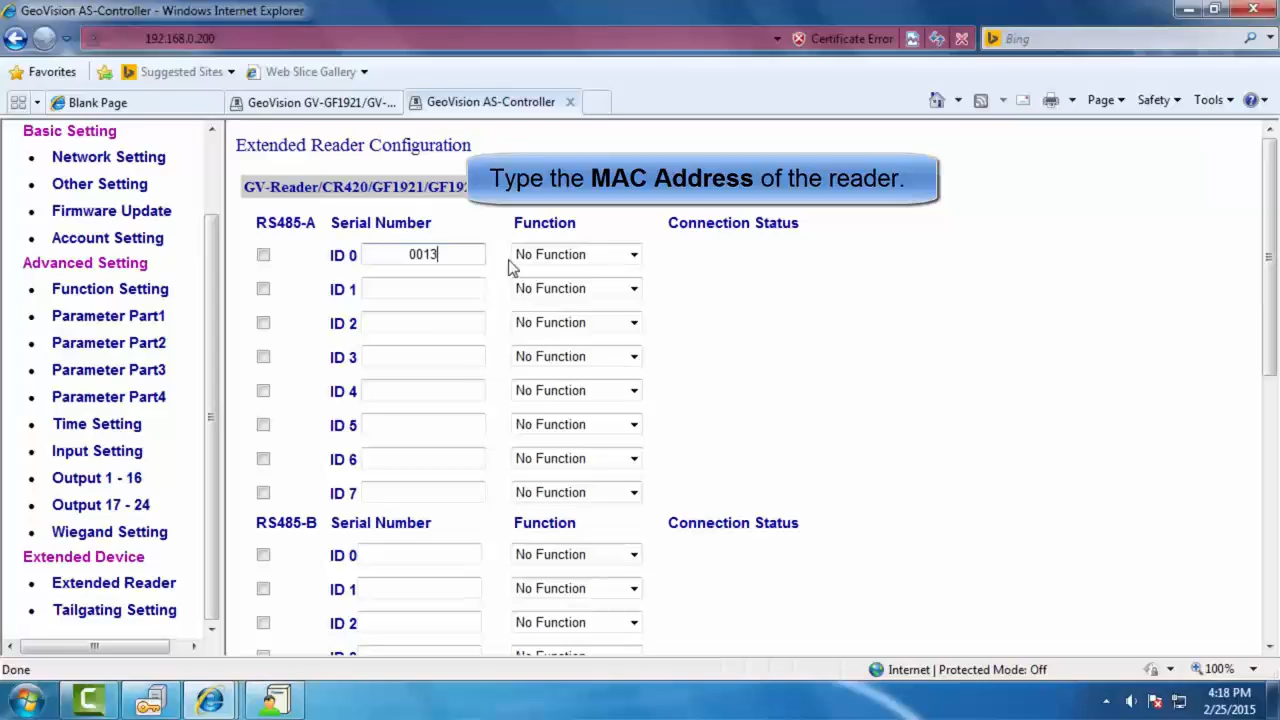 GeoVision AS-Controller - Windows Internet Explorer
192.168.0.200
Certificate Error
Bing
Favorites
Suggested Sites
Web Slice Gallery
Blank Page
GeoVision GV-GF1921/GV-...
GeoVision AS-Controller
Page
Safety
Tools
Basic Setting
Network Setting
Other Setting
Firmware Update
Account Setting
Advanced Setting
Function Setting
Parameter Part1
Parameter Part2
Parameter Part3
Parameter Part4
Time Setting
Input Setting
Output 1 - 16
Output 17 - 24
Wiegand Setting
Extended Device
Extended Reader
Tailgating Setting
Extended Reader Configuration
Type the MAC Address of the reader.
GV-Reader/CR420/GF1921/GF192
RS485-A Serial Number Function Connection Status
ID 0 0013 No Function
ID 1 No Function
ID 2 No Function
ID 3 No Function
ID 4 No Function
ID 5 No Function
ID 6 No Function
ID 7 No Function
RS485-B Serial Number Function Connection Status
ID 0 No Function
ID 1 No Function
ID 2 No Function
Done
Internet | Protected Mode: Off
100%
4:18 PM
2/25/2015